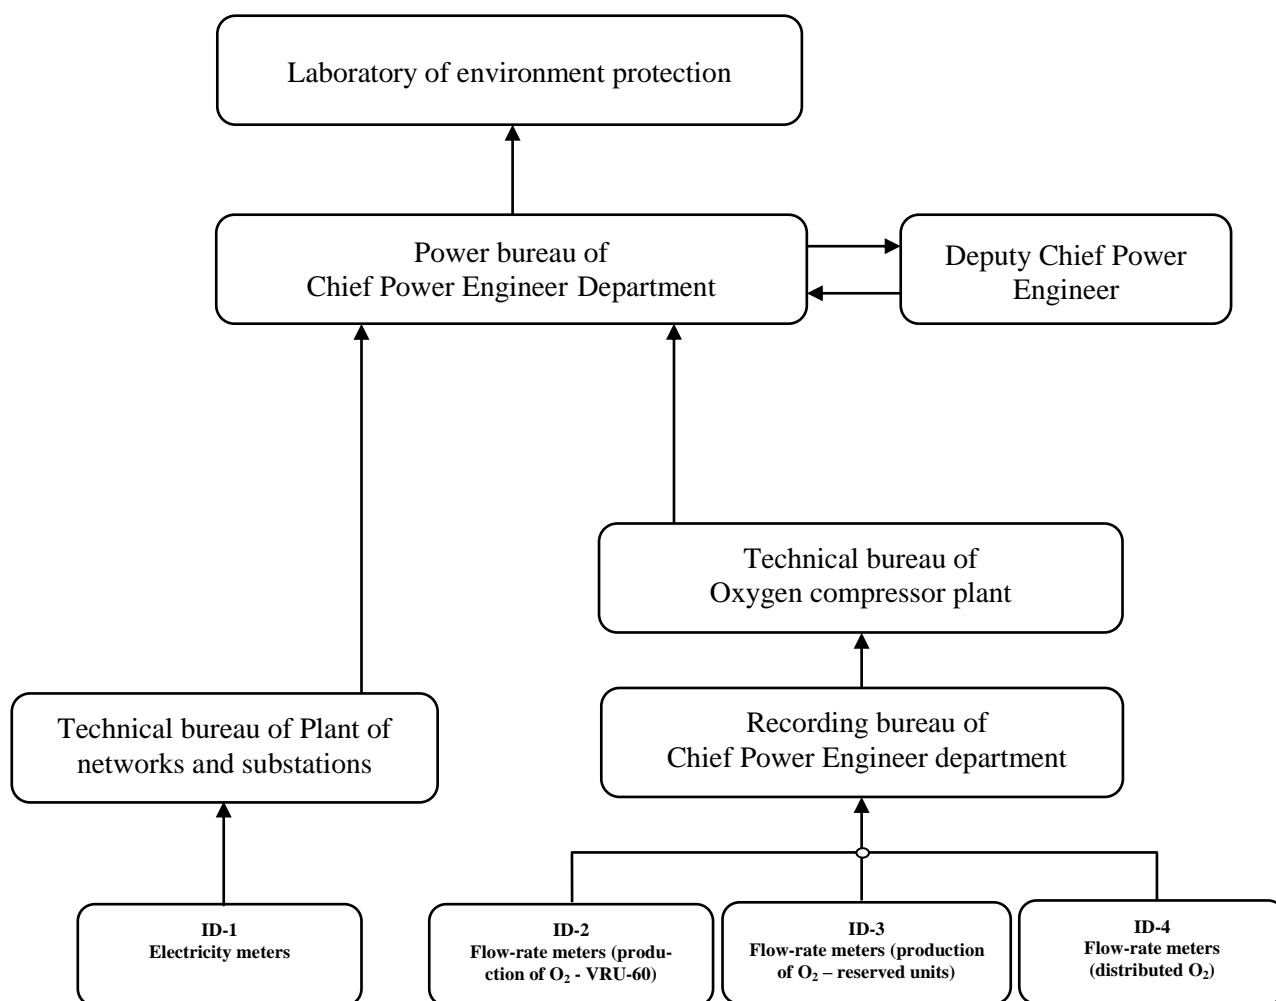 Laboratory of environment protection
Power bureau of
Chief Power Engineer Department
Deputy Chief Power
Engineer
Technical bureau of
Oxygen compressor plant
Technical bureau of Plant of
networks and substations
Recording bureau of
Chief Power Engineer department
ID-1
Electricity meters
ID-2
Flow-rate meters (produ-
ction of O₂ - VRU-60)
ID-3
Flow-rate meters (production
of O₂ – reserved units)
ID-4
Flow-rate meters
(distributed O₂)